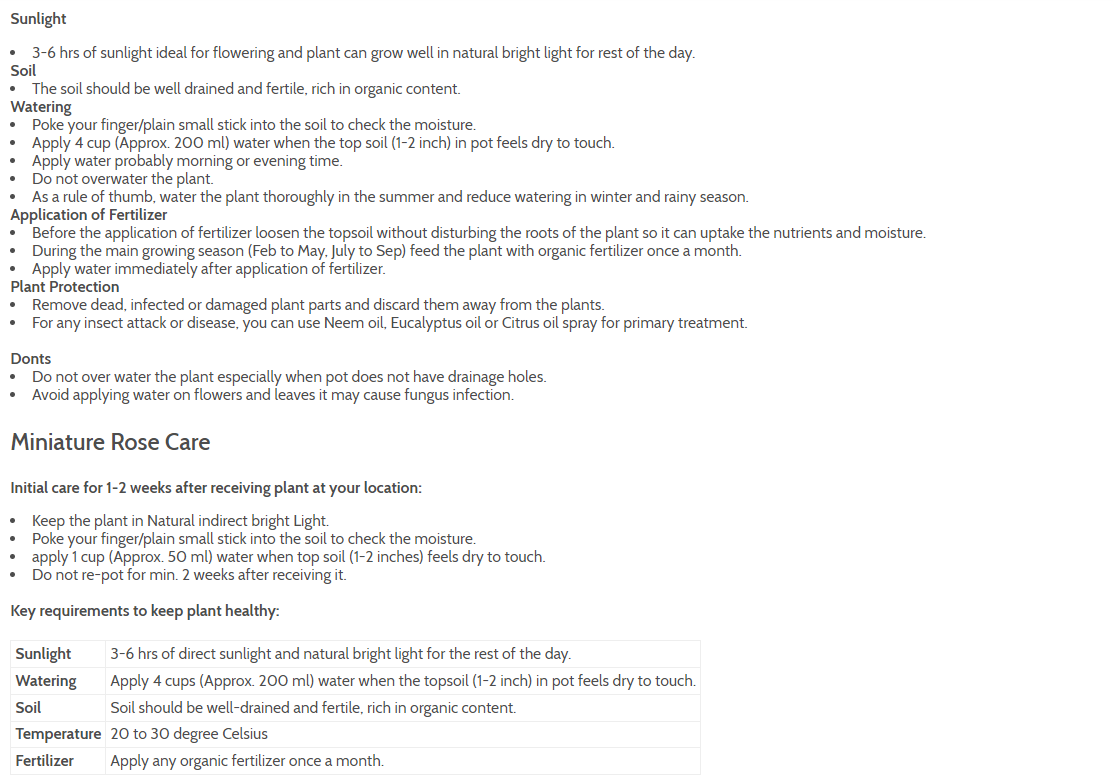 Sunlight
• 3-6 hrs of sunlight ideal for flowering and plant can grow well in natural bright light for rest of the day.
Soil
• The soil should be well drained and fertile, rich in organic content.
Watering
• Poke your finger/plain small stick into the soil to check the moisture.
• Apply 4 cup (Approx. 200 ml) water when the top soil (1-2 inch) in pot feels dry to touch.
• Apply water probably morning or evening time.
• Do not overwater the plant.
• As a rule of thumb, water the plant thoroughly in the summer and reduce watering in winter and rainy season.
Application of Fertilizer
• Before the application of fertilizer loosen the topsoil without disturbing the roots of the plant so it can uptake the nutrients and moisture.
• During the main growing season (Feb to May, July to Sep) feed the plant with organic fertilizer once a month.
• Apply water immediately after application of fertilizer.
Plant Protection
• Remove dead, infected or damaged plant parts and discard them away from the plants.
• For any insect attack or disease, you can use Neem oil, Eucalyptus oil or Citrus oil spray for primary treatment.
Donts
• Do not over water the plant especially when pot does not have drainage holes.
• Avoid applying water on flowers and leaves it may cause fungus infection.
Miniature Rose Care
Initial care for 1-2 weeks after receiving plant at your location:
• Keep the plant in Natural indirect bright Light.
• Poke your finger/plain small stick into the soil to check the moisture.
• apply 1 cup (Approx. 50 ml) water when top soil (1-2 inches) feels dry to touch.
• Do not re-pot for min. 2 weeks after receiving it.
Key requirements to keep plant healthy:
Sunlight 3-6 hrs of direct sunlight and natural bright light for the rest of the day.
Watering Apply 4 cups (Approx. 200 ml) water when the topsoil (1-2 inch) in pot feels dry to touch.
Soil Soil should be well-drained and fertile, rich in organic content.
Temperature 20 to 30 degree Celsius
Fertilizer Apply any organic fertilizer once a month.